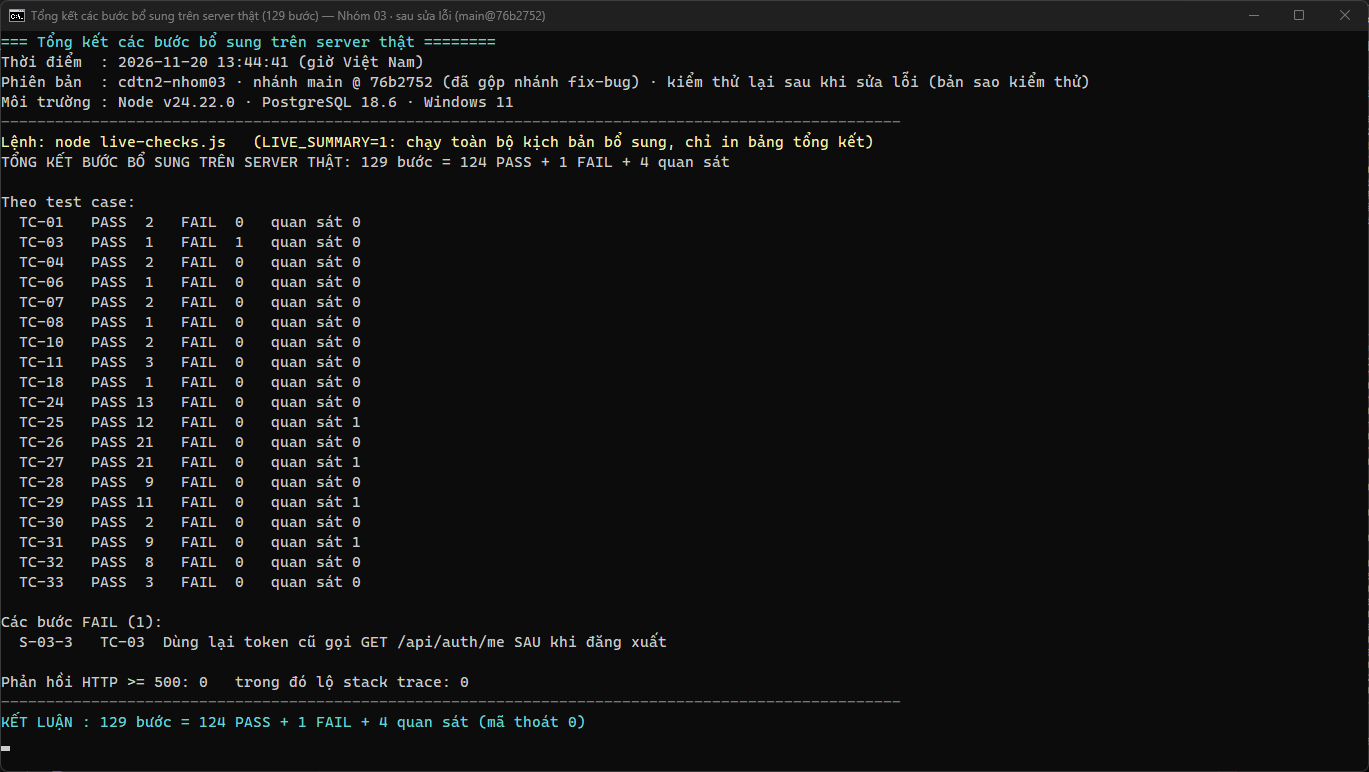 Tổng kết các bước bổ sung trên server thật (129 bước) — Nhóm 03 · sau sửa lỗi (main@76b2752)
=== Tổng kết các bước bổ sung trên server thật ========
Thời điểm  : 2026-11-20 13:44:41 (giờ Việt Nam)
Phiên bản  : cdtn2-nhom03 · nhánh main @ 76b2752 (đã gộp nhánh fix-bug) · kiểm thử lại sau khi sửa lỗi (bản sao kiểm thử)
Môi trường : Node v24.22.0 · PostgreSQL 18.6 · Windows 11
----------------------------------------------------------------------------------------------------
Lệnh: node live-checks.js   (LIVE_SUMMARY=1: chạy toàn bộ kịch bản bổ sung, chỉ in bảng tổng kết)
TỔNG KẾT BƯỚC BỔ SUNG TRÊN SERVER THẬT: 129 bước = 124 PASS + 1 FAIL + 4 quan sát
Theo test case:
  TC-01   PASS  2   FAIL  0   quan sát 0
  TC-03   PASS  1   FAIL  1   quan sát 0
  TC-04   PASS  2   FAIL  0   quan sát 0
  TC-06   PASS  1   FAIL  0   quan sát 0
  TC-07   PASS  2   FAIL  0   quan sát 0
  TC-08   PASS  1   FAIL  0   quan sát 0
  TC-10   PASS  2   FAIL  0   quan sát 0
  TC-11   PASS  3   FAIL  0   quan sát 0
  TC-18   PASS  1   FAIL  0   quan sát 0
  TC-24   PASS 13   FAIL  0   quan sát 0
  TC-25   PASS 12   FAIL  0   quan sát 1
  TC-26   PASS 21   FAIL  0   quan sát 0
  TC-27   PASS 21   FAIL  0   quan sát 1
  TC-28   PASS  9   FAIL  0   quan sát 0
  TC-29   PASS 11   FAIL  0   quan sát 1
  TC-30   PASS  2   FAIL  0   quan sát 0
  TC-31   PASS  9   FAIL  0   quan sát 1
  TC-32   PASS  8   FAIL  0   quan sát 0
  TC-33   PASS  3   FAIL  0   quan sát 0
Các bước FAIL (1):
  S-03-3   TC-03  Dùng lại token cũ gọi GET /api/auth/me SAU khi đăng xuất
Phản hồi HTTP >= 500: 0   trong đó lộ stack trace: 0
----------------------------------------------------------------------------------------------------
KẾT LUẬN : 129 bước = 124 PASS + 1 FAIL + 4 quan sát (mã thoát 0)